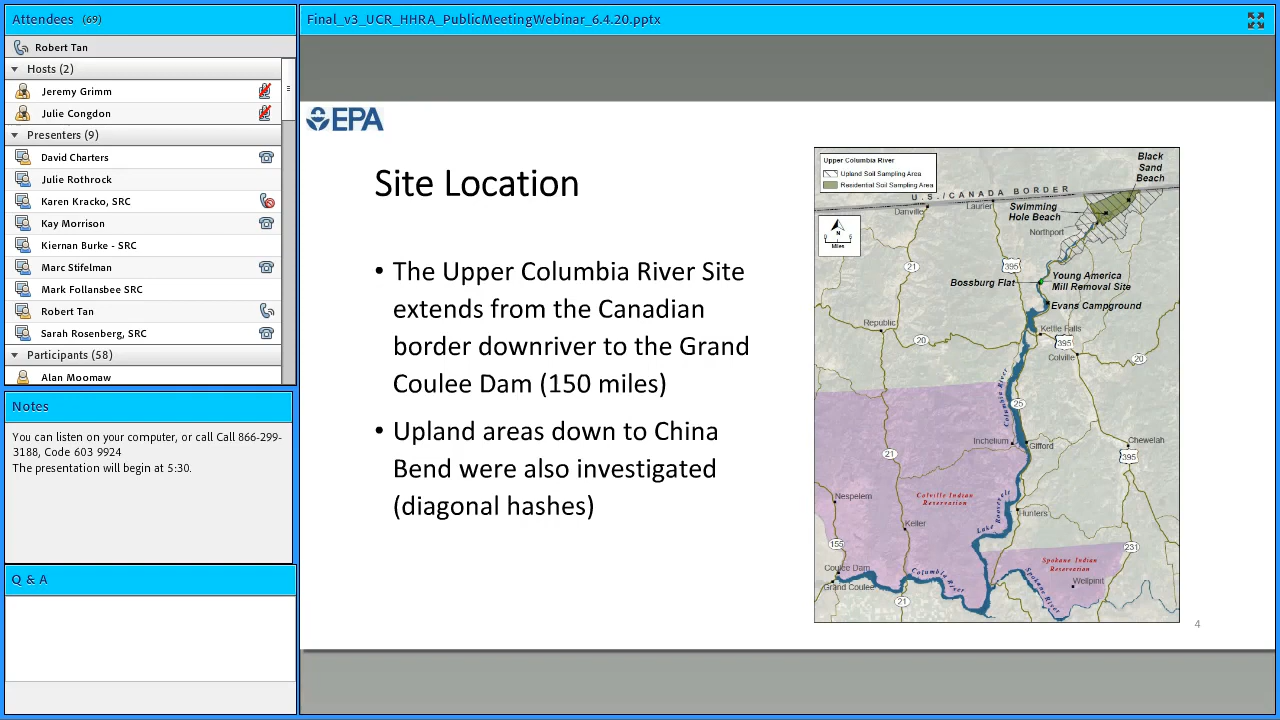 Attendees (69)
Robert Tan
Hosts (2)
Jeremy Grimm
Julie Congdon
Presenters (9)
David Charters
Julie Rothrock
Karen Kracko, SRC
Kay Morrison
Kiernan Burke - SRC
Marc Stifelman
Mark Follansbee SRC
Robert Tan
Sarah Rosenberg, SRC
Participants (58)
Alan Moomaw
Notes
You can listen on your computer, or call Call 866-299-
3188, Code 603 9924
The presentation will begin at 5:30.
Q & A
Final_v3_UCR_HHRA_PublicMeetingWebinar_6.4.20.pptx
EPA
Site Location
• The Upper Columbia River Site
extends from the Canadian
border downriver to the Grand
Coulee Dam (150 miles)
• Upland areas down to China
Bend were also investigated
(diagonal hashes)
Upper Columbia River
Upland Soil Sampling Area
Residential Soil Sampling Area
Black
Sand
Beach
U.S./CANADA BORDER
Danville
Laurier
Swimming
Hole Beach
Northport
N
Miles
21
395
Bossburg Flat
Young America
Mill Removal Site
Evans Campground
Republic
Kettle Falls
20
395
Colville
20
Columbia River
25
Inchelium
Gifford
Chewelah
21
395
Nespelem
Colville Indian
Reservation
Lake Roosevelt
Keller
Hunters
155
231
Spokane Indian
Reservation
Coulee Dam
Grand Coulee
Columbia River
Spokane River
Wellpinit
21
4